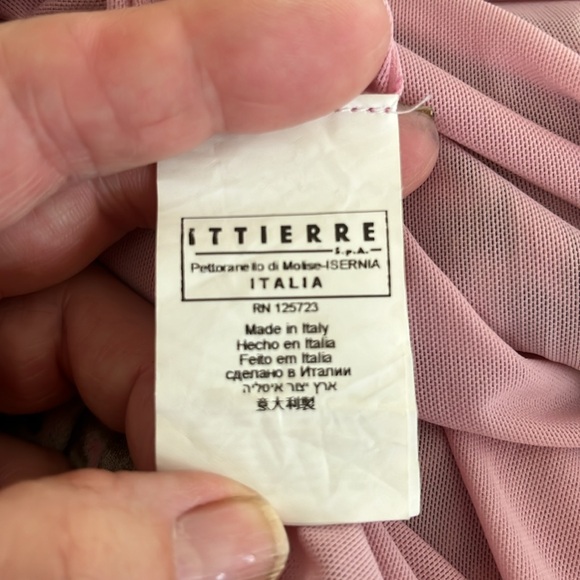 ITTIERRE
S.p.A.
Pettoranello di Molise-ISERNIA
ITALIA
RN 125723
Made in Italy
Hecho en Italia
Feito em Italia
сделано в Италии
ארץ יצור איטליה
意大利製